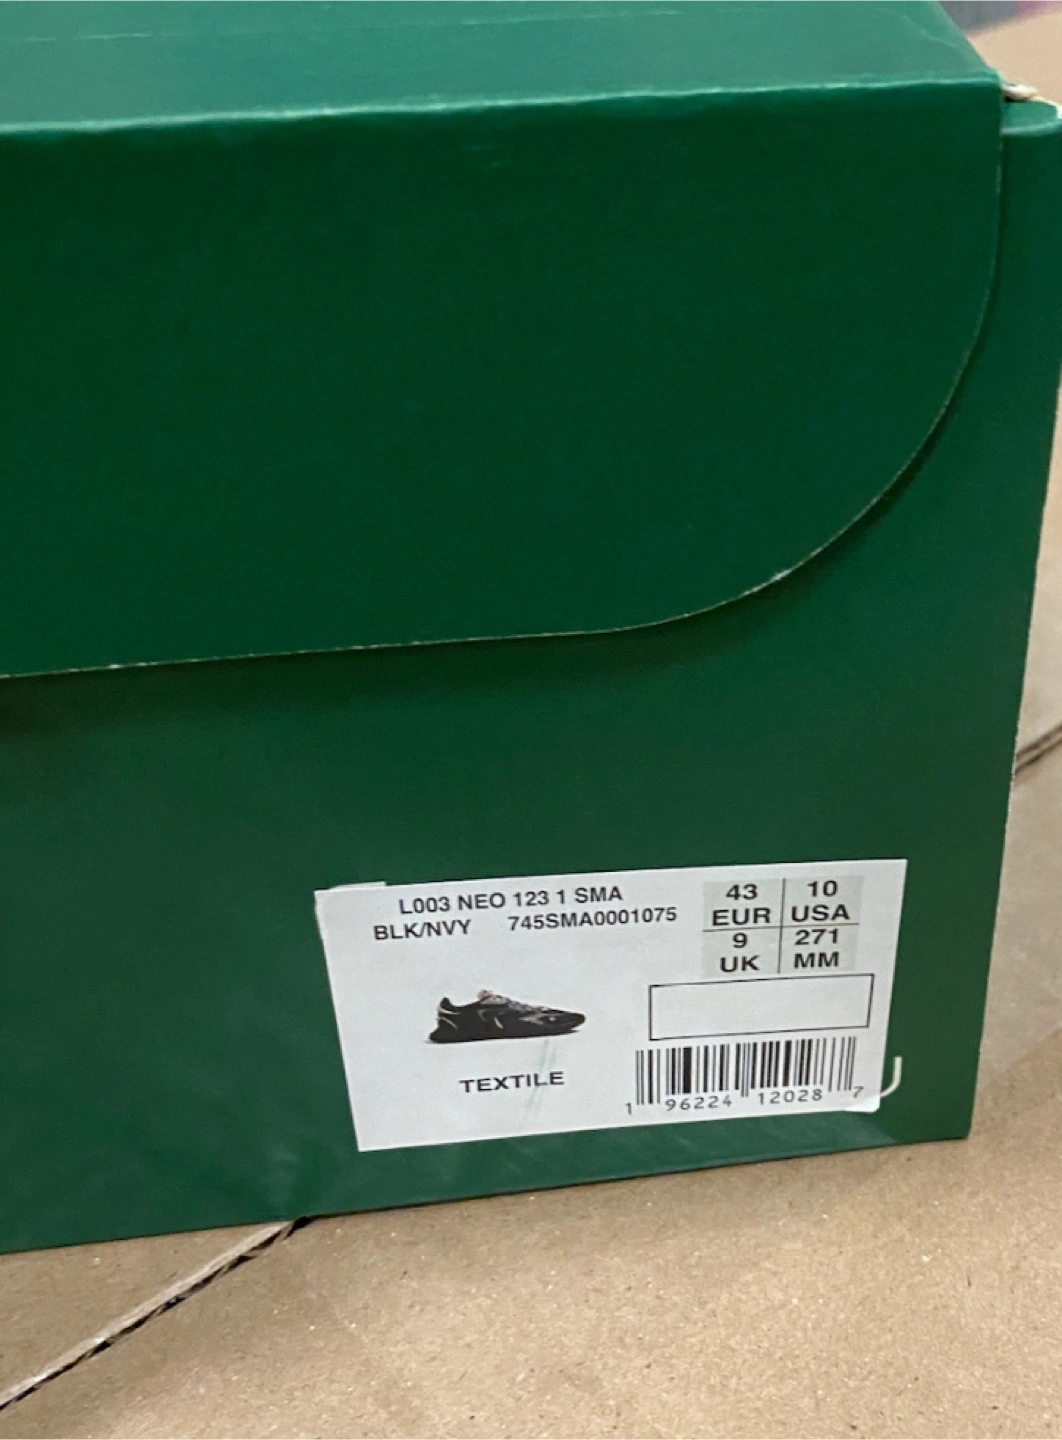 L003 NEO 123 1 SMA
BLK/NVY 745SMA0001075
43 EUR
10 USA
9 UK
271 MM
TEXTILE
1 96224 12028 7